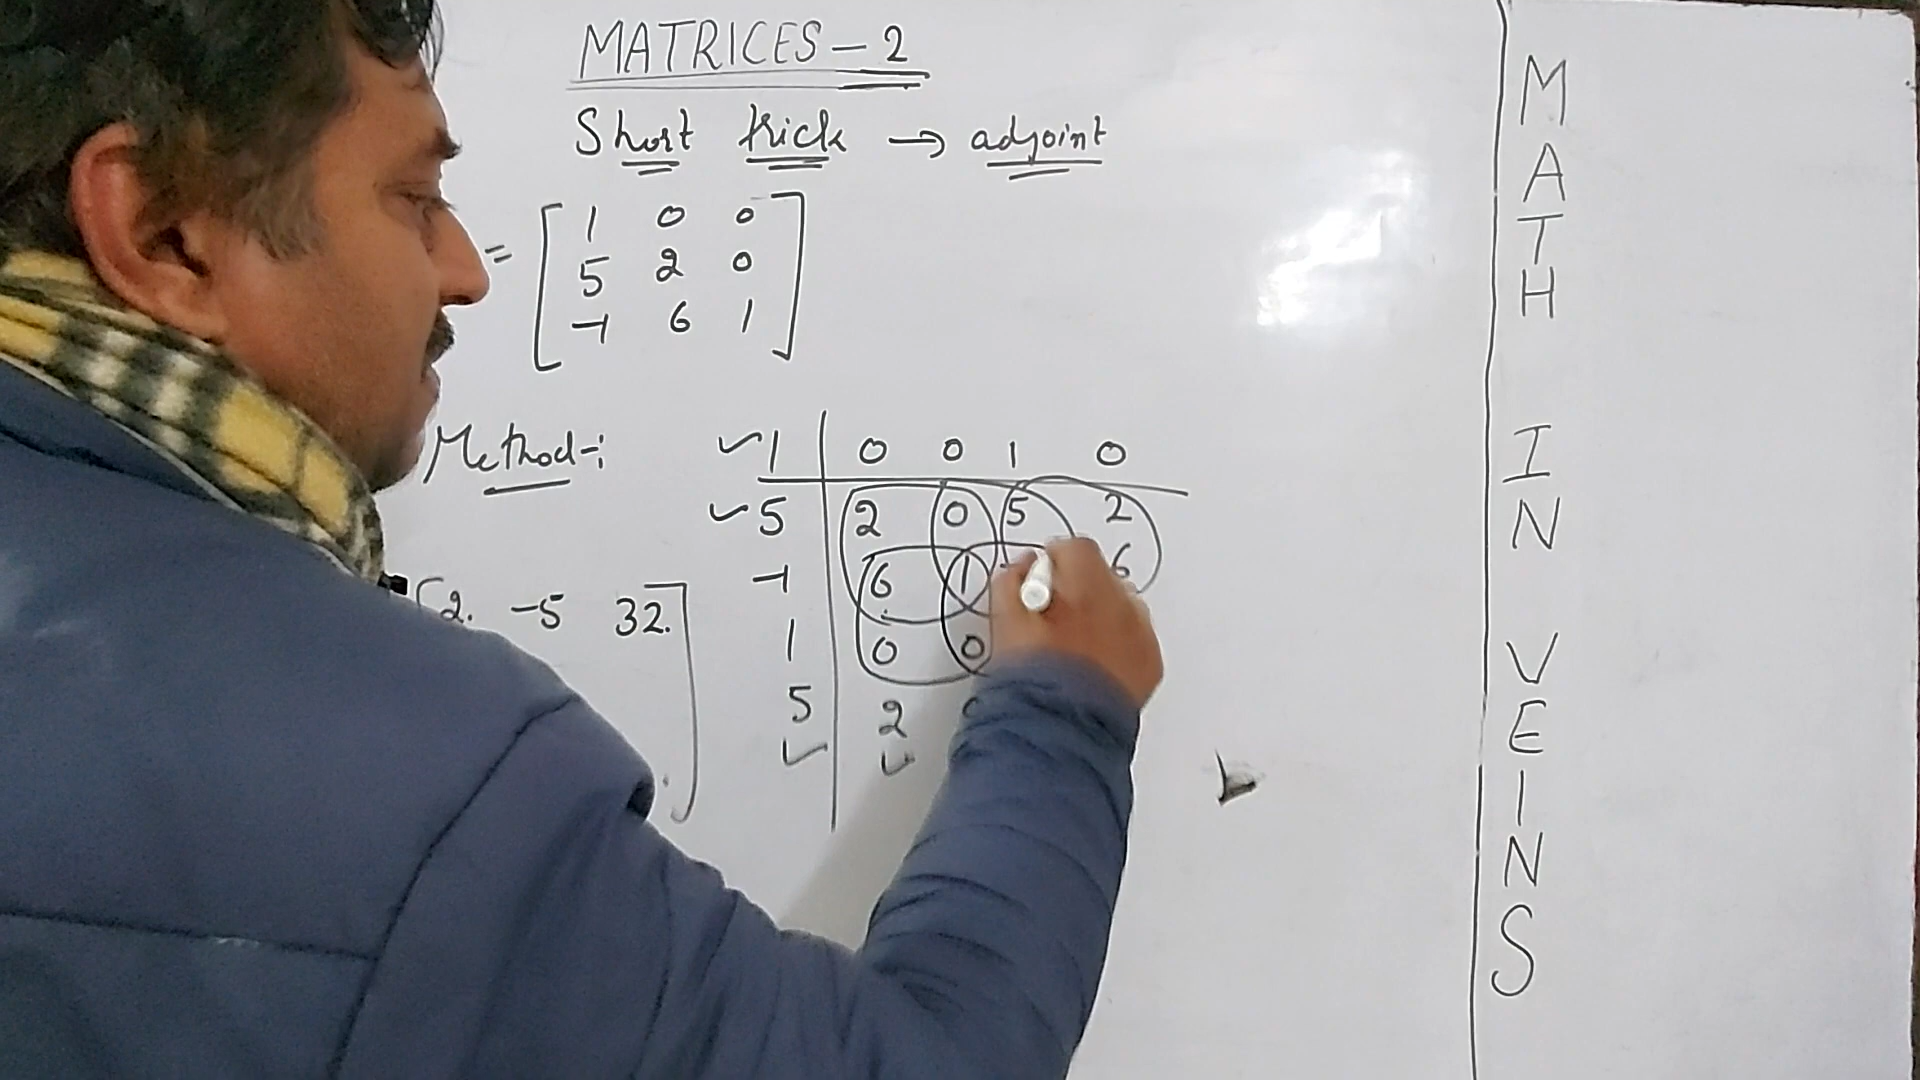 MATRICES - 2
Short trick → adjoint
= [ 1 0 0
5 2 0
-1 6 1 ]
Method-:
✓1 | 0 0 1 0
✓5 | 2 0 5 2
-1 | 6 1 6
1 | 0 0
5 | 2
✓ ✓
[ 2. -5 32. ]
MATH IN VEINS